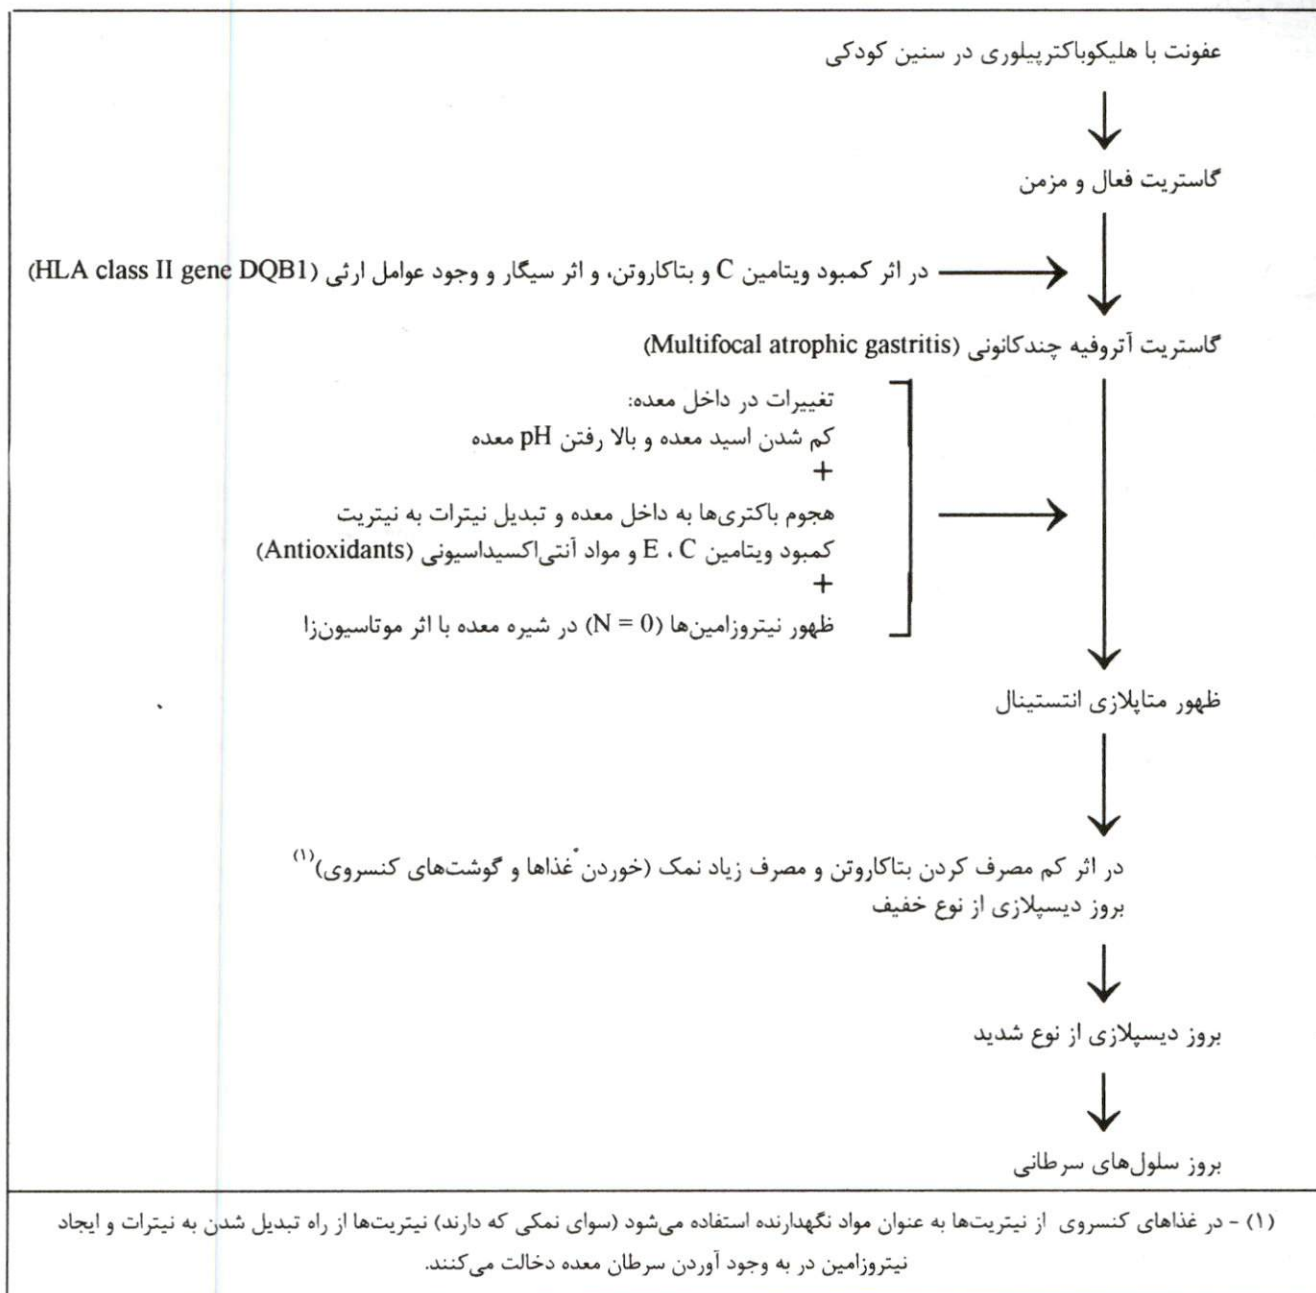 عفونت با هلیکوباکترپیلوری در سنین کودکی
گاستریت فعال و مزمن
در اثر کمبود ویتامین C و بتاکاروتن، و اثر سیگار و وجود عوامل ارثی (HLA class II gene DQB1)
گاستریت آتروفیه چندکانونی (Multifocal atrophic gastritis)
تغییرات در داخل معده:
کم شدن اسید معده و بالا رفتن pH معده
+
هجوم باکتری‌ها به داخل معده و تبدیل نیترات به نیتریت
کمبود ویتامین E ، C و مواد آنتی‌اکسیداسیونی (Antioxidants)
+
ظهور نیتروزامین‌ها (N = 0) در شیره معده با اثر موتاسیون‌زا
ظهور متاپلازی انتستینال
در اثر کم مصرف کردن بتاکاروتن و مصرف زیاد نمک (خوردن غذاها و گوشت‌های کنسروی)(۱)
بروز دیسپلازی از نوع خفیف
بروز دیسپلازی از نوع شدید
بروز سلول‌های سرطانی
(۱) - در غذاهای کنسروی از نیتریت‌ها به عنوان مواد نگهدارنده استفاده می‌شود (سوای نمکی که دارند) نیتریت‌ها از راه تبدیل شدن به نیترات و ایجاد
نیتروزامین در به وجود آوردن سرطان معده دخالت می‌کنند.